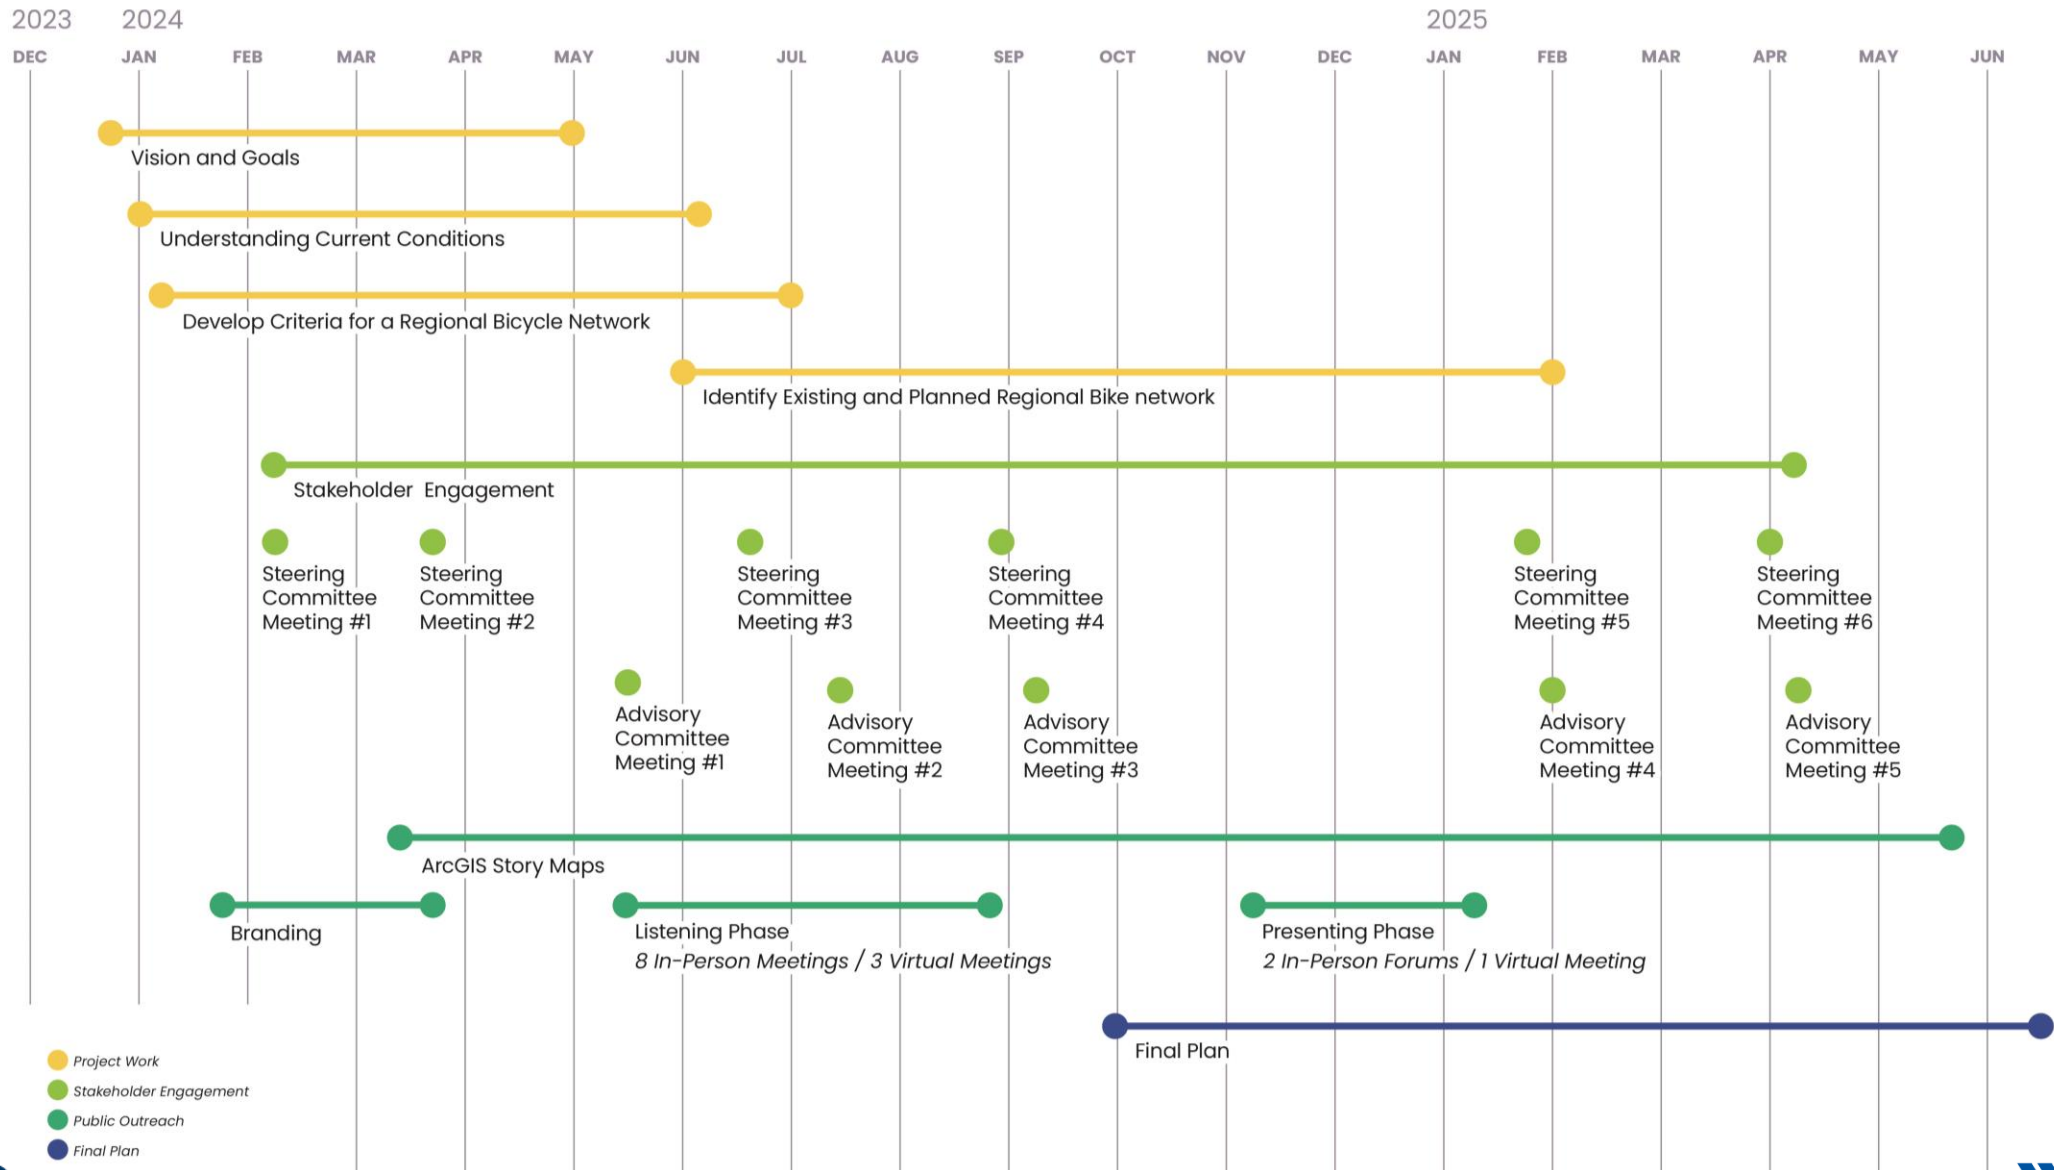 2023 2024 2025
DEC JAN FEB MAR APR MAY JUN JUL AUG SEP OCT NOV DEC JAN FEB MAR APR MAY JUN
Vision and Goals
Understanding Current Conditions
Develop Criteria for a Regional Bicycle Network
Identify Existing and Planned Regional Bike network
Stakeholder Engagement
Steering
Committee
Meeting #1
Steering
Committee
Meeting #2
Steering
Committee
Meeting #3
Steering
Committee
Meeting #4
Steering
Committee
Meeting #5
Steering
Committee
Meeting #6
Advisory
Committee
Meeting #1
Advisory
Committee
Meeting #2
Advisory
Committee
Meeting #3
Advisory
Committee
Meeting #4
Advisory
Committee
Meeting #5
ArcGIS Story Maps
Branding
Listening Phase
8 In-Person Meetings / 3 Virtual Meetings
Presenting Phase
2 In-Person Forums / 1 Virtual Meeting
Final Plan
Project Work
Stakeholder Engagement
Public Outreach
Final Plan